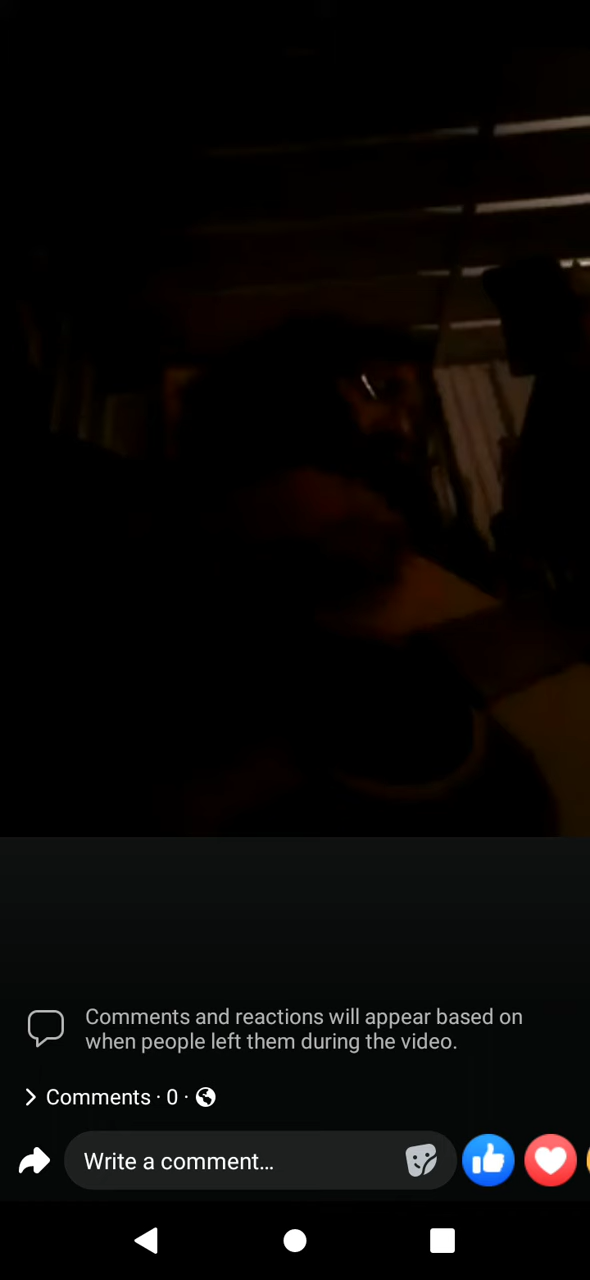 Comments and reactions will appear based on
when people left them during the video.
Comments · 0 ·
Write a comment...